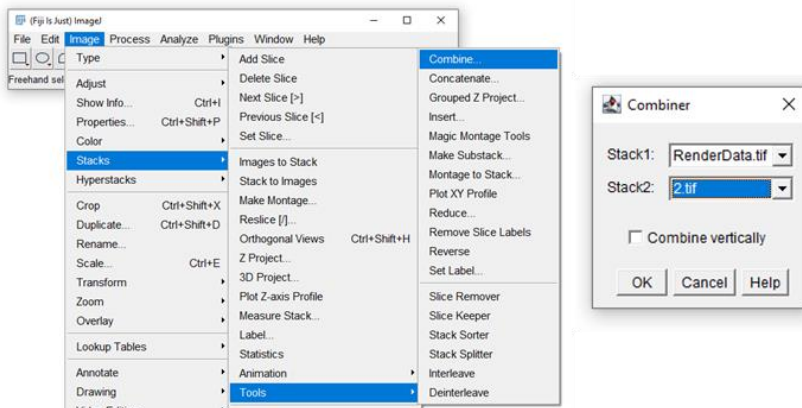 (Fiji Is Just) ImageJ
File Edit Image Process Analyze Plugins Window Help
Freehand sel
Type
Adjust
Show Info... Ctrl+I
Properties... Ctrl+Shift+P
Color
Stacks
Hyperstacks
Crop Ctrl+Shift+X
Duplicate... Ctrl+Shift+D
Rename...
Scale... Ctrl+E
Transform
Zoom
Overlay
Lookup Tables
Annotate
Drawing
Add Slice
Delete Slice
Next Slice [>]
Previous Slice [<]
Set Slice...
Images to Stack
Stack to Images
Make Montage...
Reslice [/]...
Orthogonal Views Ctrl+Shift+H
Z Project...
3D Project...
Plot Z-axis Profile
Measure Stack...
Label...
Statistics
Animation
Tools
Combine...
Concatenate...
Grouped Z Project...
Insert...
Magic Montage Tools
Make Substack...
Montage to Stack...
Plot XY Profile
Reduce...
Remove Slice Labels
Reverse
Set Label...
Slice Remover
Slice Keeper
Stack Sorter
Stack Splitter
Interleave
Deinterleave
Combiner
Stack1: RenderData.tif
Stack2: 2.tif
Combine vertically
OK Cancel Help